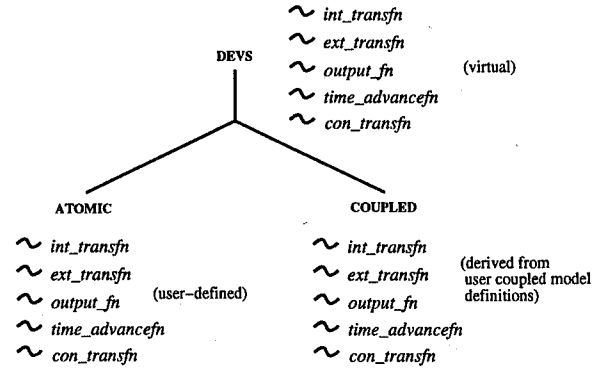 DEVS
int_transfn
ext_transfn
output_fn
(virtual)
time_advancefn
con_transfn
ATOMIC
int_transfn
ext_transfn
output_fn
(user-defined)
time_advancefn
con_transfn
COUPLED
int_transfn
ext_transfn
output_fn
(derived from
user coupled model
definitions)
time_advancefn
con_transfn